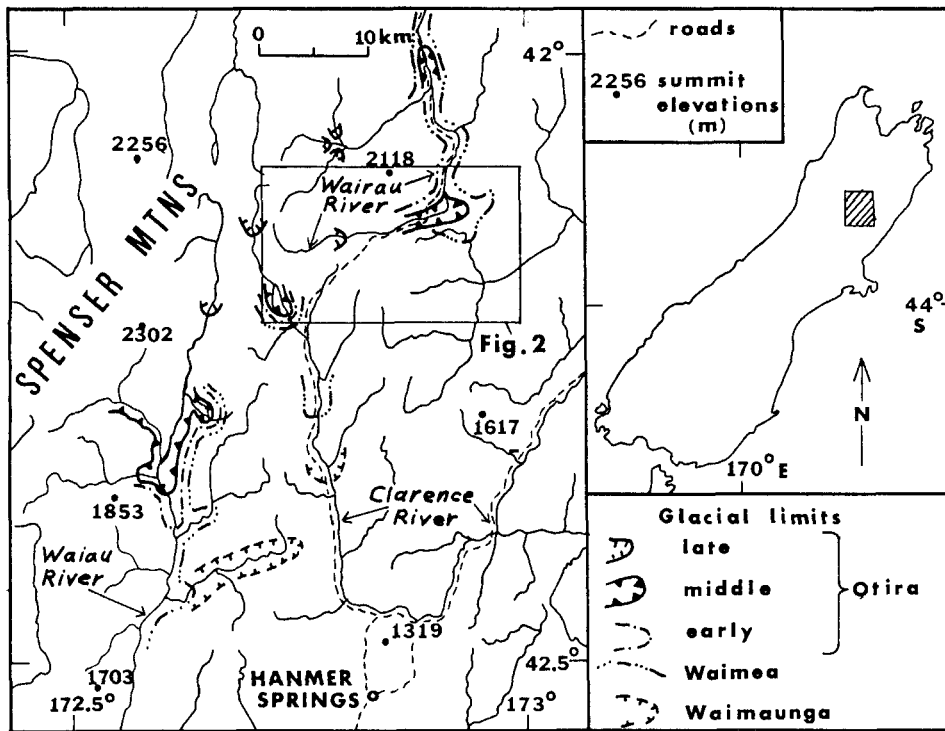 0 10 km
42°
2256
2118
Wairau
River
SPENSER MTNS
2302
Fig. 2
1617
1853
Clarence
River
Waiau
River
1319
1703
172.5°
HANMER
SPRINGS
42.5°
173°
roads
2256 summit
elevations
(m)
44°
S
N
170°E
Glacial limits
late
middle
Otira
early
Waimea
Waimaunga